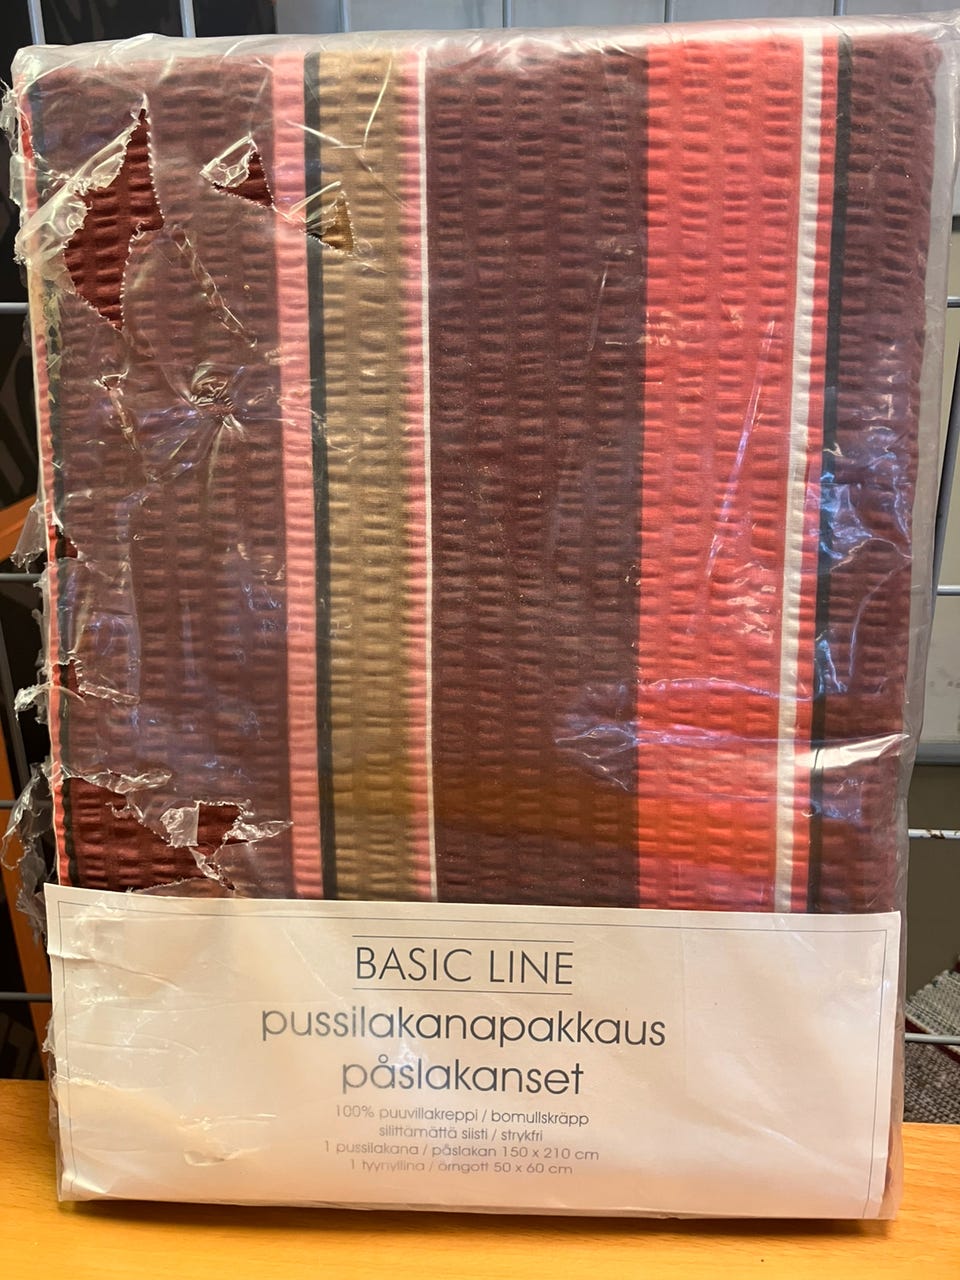 BASIC LINE
pussilakanapakkaus
påslakanset
100% puuvillakreppi / bomullskräpp
silittämättä siisti / strykfri
1 pussilakana / påslakan 150 x 210 cm
1 tyynyliina / örngott 50 x 60 cm